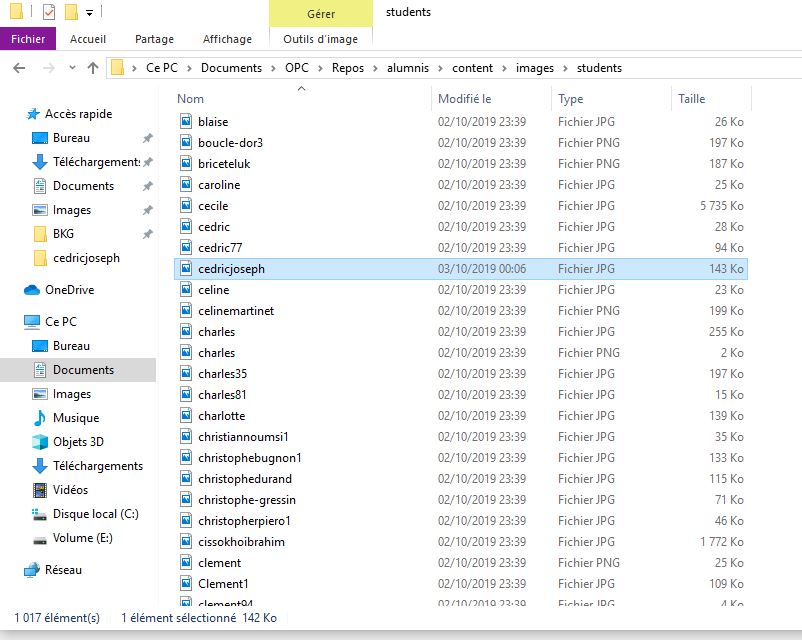 Gérer students
Fichier Accueil Partage Affichage Outils d'image
Ce PC Documents OPC Repos alumnis content images students
Nom Modifié le Type Taille
Accès rapide
Bureau
Téléchargements
Documents
Images
BKG
cedricjoseph
OneDrive
Ce PC
Bureau
Documents
Images
Musique
Objets 3D
Téléchargements
Vidéos
Disque local (C:)
Volume (E:)
Réseau
blaise 02/10/2019 23:39 Fichier JPG 26 Ko
boucle-dor3 02/10/2019 23:39 Fichier PNG 197 Ko
briceteluk 02/10/2019 23:39 Fichier PNG 187 Ko
caroline 02/10/2019 23:39 Fichier JPG 25 Ko
cecile 02/10/2019 23:39 Fichier JPG 5 735 Ko
cedric 02/10/2019 23:39 Fichier JPG 28 Ko
cedric77 02/10/2019 23:39 Fichier JPG 94 Ko
cedricjoseph 03/10/2019 00:06 Fichier JPG 143 Ko
celine 02/10/2019 23:39 Fichier JPG 23 Ko
celinemartinet 02/10/2019 23:39 Fichier PNG 199 Ko
charles 02/10/2019 23:39 Fichier JPG 255 Ko
charles 02/10/2019 23:39 Fichier PNG 2 Ko
charles35 02/10/2019 23:39 Fichier JPG 197 Ko
charles81 02/10/2019 23:39 Fichier JPG 15 Ko
charlotte 02/10/2019 23:39 Fichier JPG 139 Ko
christiannoumsi1 02/10/2019 23:39 Fichier JPG 35 Ko
christophebugnon1 02/10/2019 23:39 Fichier JPG 133 Ko
christophedurand 02/10/2019 23:39 Fichier JPG 115 Ko
christophe-gressin 02/10/2019 23:39 Fichier JPG 71 Ko
christopherpiero1 02/10/2019 23:39 Fichier JPG 46 Ko
cissokhoibrahim 02/10/2019 23:39 Fichier JPG 1 772 Ko
clement 02/10/2019 23:39 Fichier PNG 25 Ko
Clement1 02/10/2019 23:39 Fichier JPG 109 Ko
clement94 02/10/2019 23:39 Fichier JPG 4 Ko
1 017 élément(s) 1 élément sélectionné 142 Ko